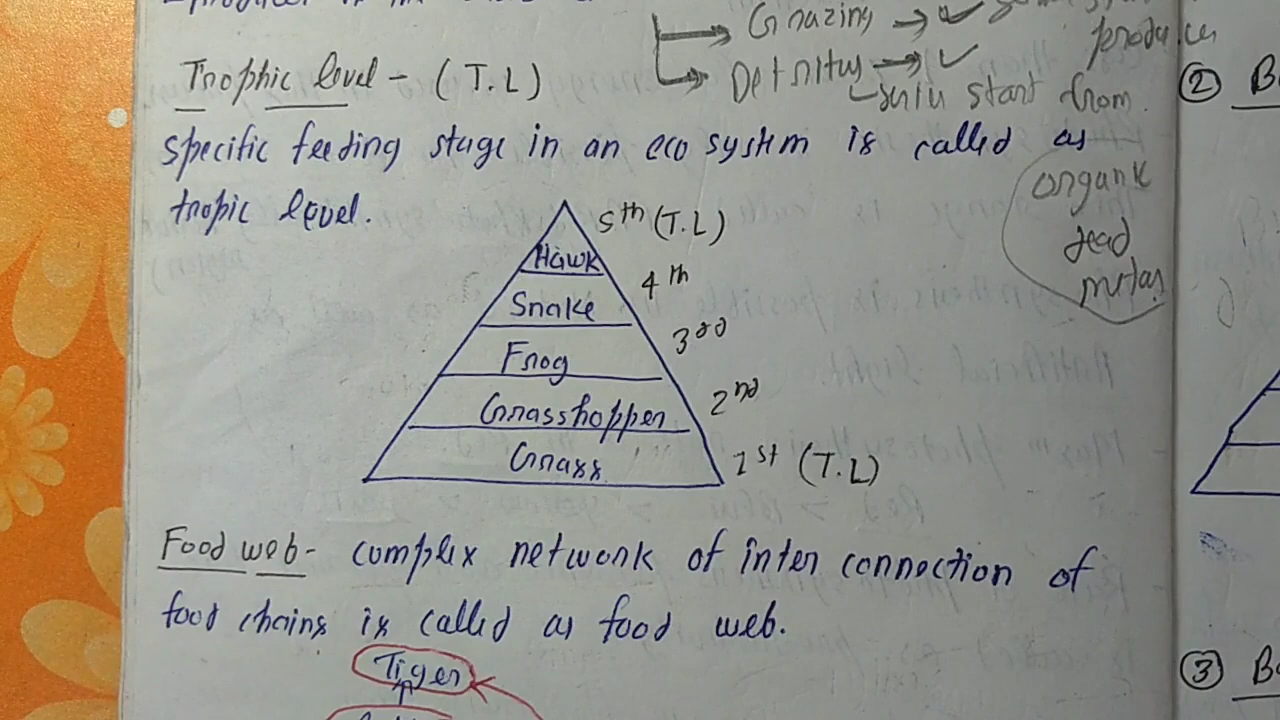 Grazing →
produces
Trophic level - (T.L)
Detritus →
start from
organic
dead
specific feeding stage in an eco system is called as
tropic level.
5th (T.L)
Hawk
4th
Snake
3rd
Frog
2nd
Grasshopper
1st (T.L)
Grass
Food web- complex network of inter connection of
food chains is called as food web.
Tiger
②
③